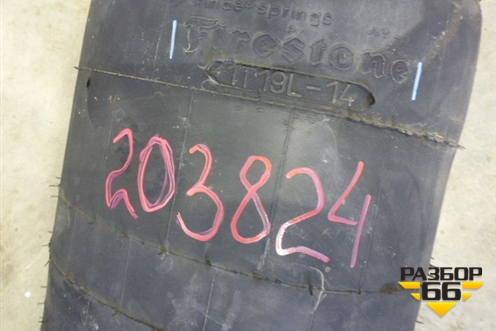 springs
Firestone
1T19L-14
203824
РАЗБОР
66